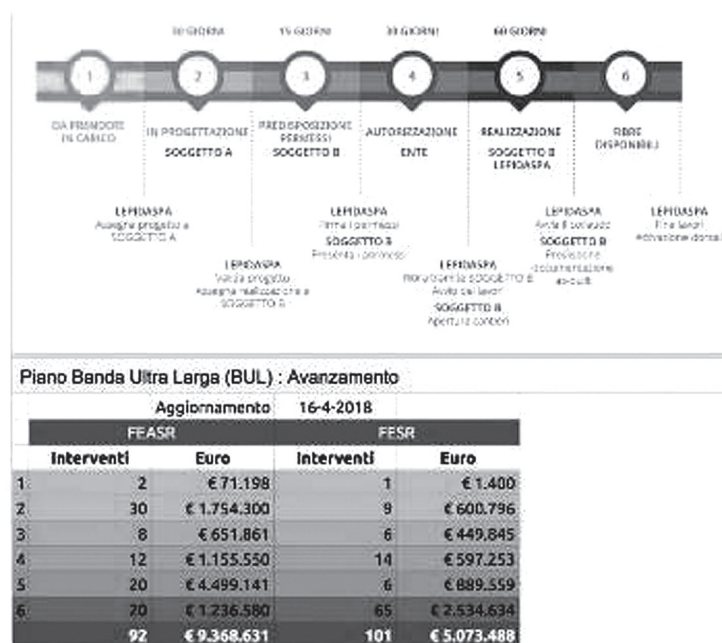 30 GIORNI 15 GIORNI 30 GIORNI 60 GIORNI
1 2 3 4 5 6
DA PRENDERE IN CARICO
IN PROGETTAZIONE
SOGGETTO A
PREDISPOSIZIONE PERMESSI
SOGGETTO B
AUTORIZZAZIONE
ENTE
REALIZZAZIONE
SOGGETTO B
LEPIDASPA
FIBRE
DISPONIBILI
LEPIDASPA
Assegna progetto a
SOGGETTO A
LEPIDASPA
Valida progetto
Assegna realizzazione a
SOGGETTO B
LEPIDASPA
Firma i permessi
SOGGETTO B
Presenta i permessi
LEPIDASPA
tramite SOGGETTO B
Avvio dei lavori
SOGGETTO B
Apertura cantieri
LEPIDASPA
Avvia il collaudo
SOGGETTO B
Predispone
documentazione
as-built
LEPIDASPA
Fine lavori
Attivazione
Piano Banda Ultra Larga (BUL) : Avanzamento
Aggiornamento 16-4-2018
FEASR FESR
Interventi Euro Interventi Euro
1 2 € 71.198 1 € 1.400
2 30 € 1.754.300 9 € 600.796
3 8 € 651.861 6 € 449.845
4 12 € 1.155.550 14 € 597.253
5 20 € 4.499.141 6 € 889.559
6 20 € 1.236.580 65 € 2.534.634
92 € 9.368.631 101 € 5.073.488